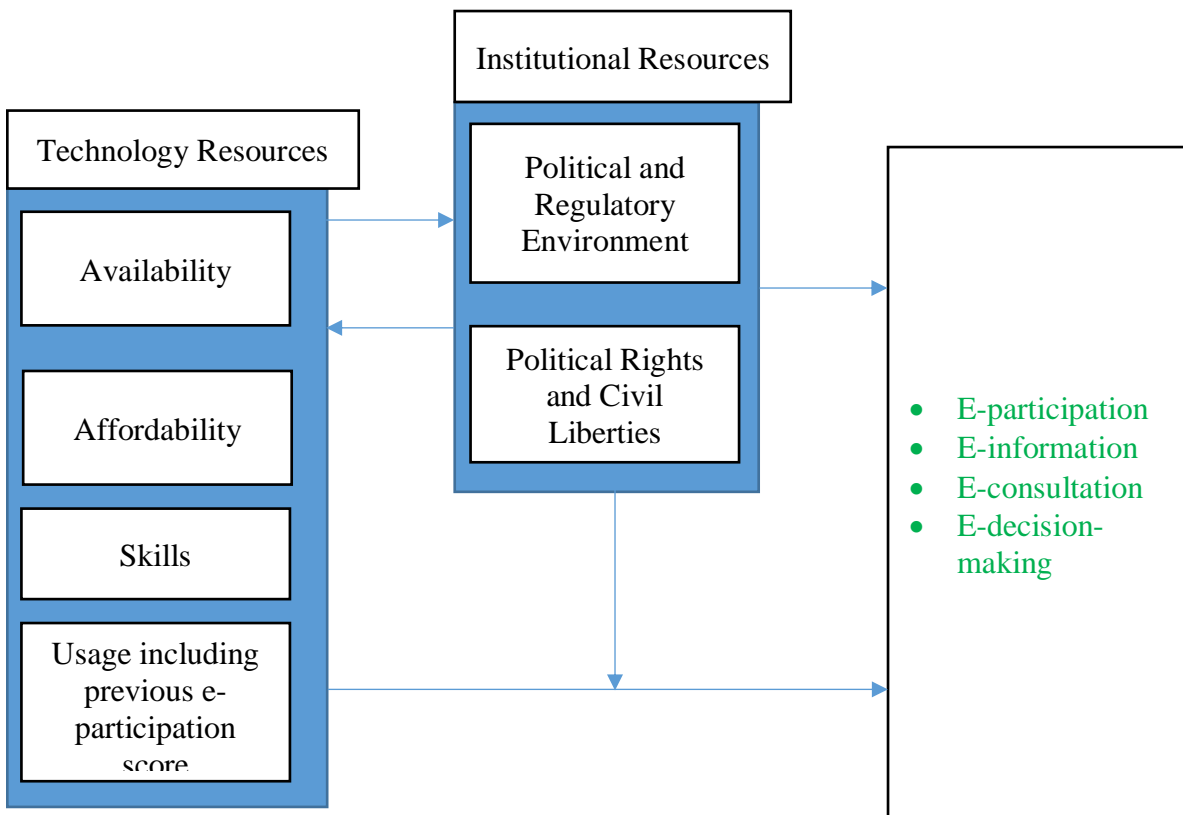 Institutional Resources
Technology Resources
Political and
Regulatory
Environment
Availability
Political Rights
and Civil
Liberties
Affordability
Skills
Usage including
previous e-
participation
score
• E-participation
• E-information
• E-consultation
• E-decision-
making